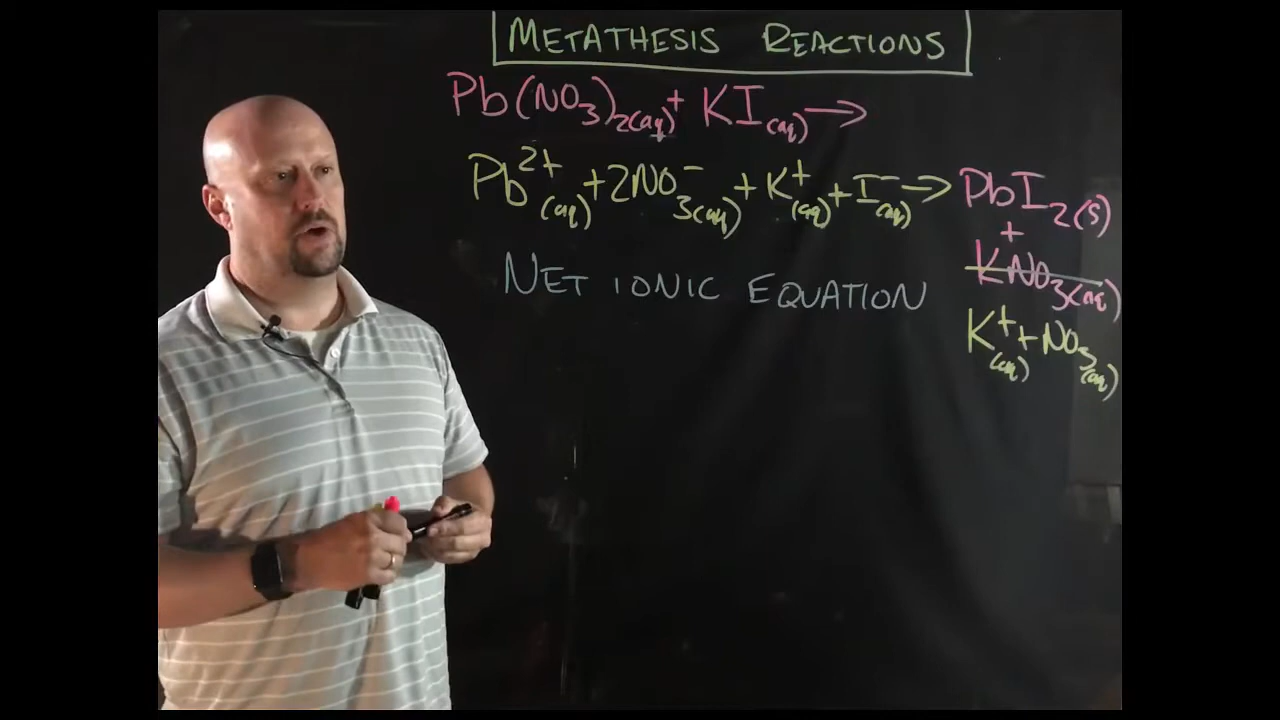 METATHESIS REACTIONS
Pb(NO₃)₂(aq) + KI(aq) →
Pb²⁺(aq) + 2NO₃⁻(aq) + K⁺(aq) + I⁻(aq) → PbI₂(s)
+
KNO₃(aq)
NET IONIC EQUATION
K⁺(aq) + NO₃(aq)